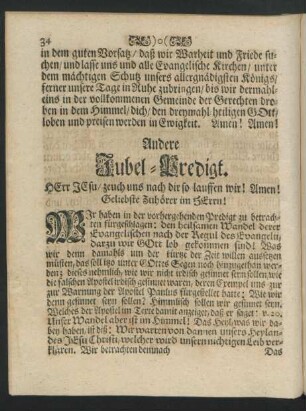 34
in dem guten Vorsatz/ daß wir Warheit und Friede su-
chen/ und lasse uns und alle Evangelische Kirchen/ unter
dem mächtigen Schutz unsers allergnädigsten Königs/
ferner unsere Tage in Ruhe zubringen/ bis wir dermahl-
eins in der vollkommenen Gemeinde der Gerechten dro-
ben in dem Himmel/ dich/ den dreymahl heiligen GOtt/
loben und preisen werden in Ewigkeit. Amen! Amen!
Andere
Jubel-Predigt.
HErr JEsu/ zeuch uns nach dir so lauffen wir! Amen!
Geliebste Zuhörer im HErrn!
WIr haben in der vorhergehenden Predigt zu betrach-
ten fürgeschlagen; den heilsamen Wandel derer
Evangelischen nach der Regul des Evangelii,
darzu wir GOtt lob gekommen sind! Was
wir denn damahls um der kürtze der Zeit willen aussetzen
müssen/ das soll itzo unter GOttes Segen noch hinzugethan wer-
den; dieses nehmlich; wie wir nicht irdisch gesinnet seyn sollen/ wie
die falschen Apostel irdisch gesinnet waren/ deren Exempel uns zur
zur Warnung der Apostel Paulus fürgestellet hatte; Wie wir
denn gesinnet seyn sollen? Himmlisch sollen wir gesinnet seyn.
Welches der Apostel im Texte damit anzeiget/ daß er saget: v. 20.
Unser Wandel aber ist im Himmel! Das Heyl/ was wir da-
bey haben/ ist diß: Wir warten von dannen unsers Heylan-
des JEsu Christi/ welcher wird unsern nichtigen Leib ver-
klären. Wir betrachten demnach
Das